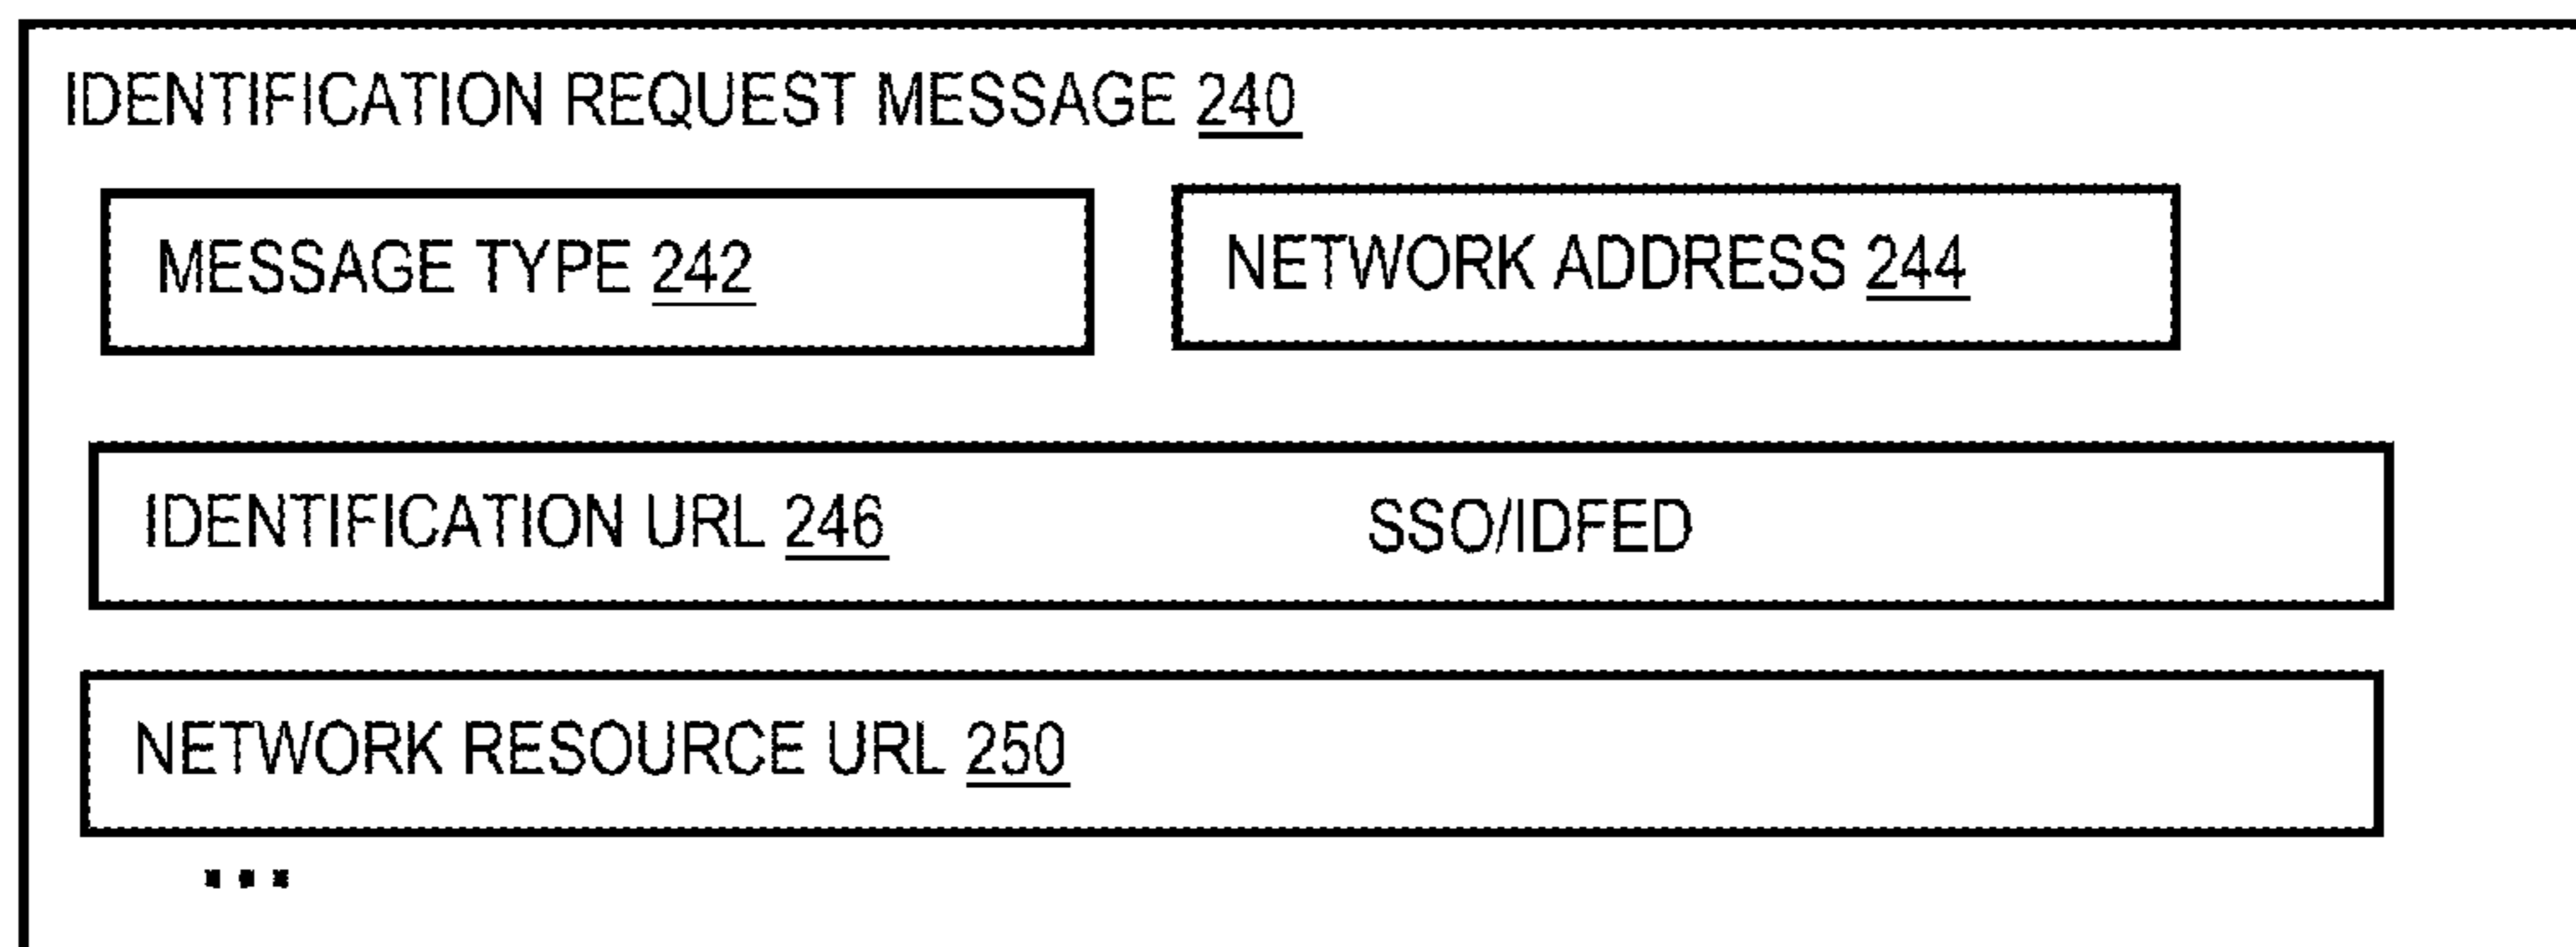 IDENTIFICATION REQUEST MESSAGE 240
MESSAGE TYPE 242
NETWORK ADDRESS 244
IDENTIFICATION URL 246 SSO/IDFED
NETWORK RESOURCE URL 250
...